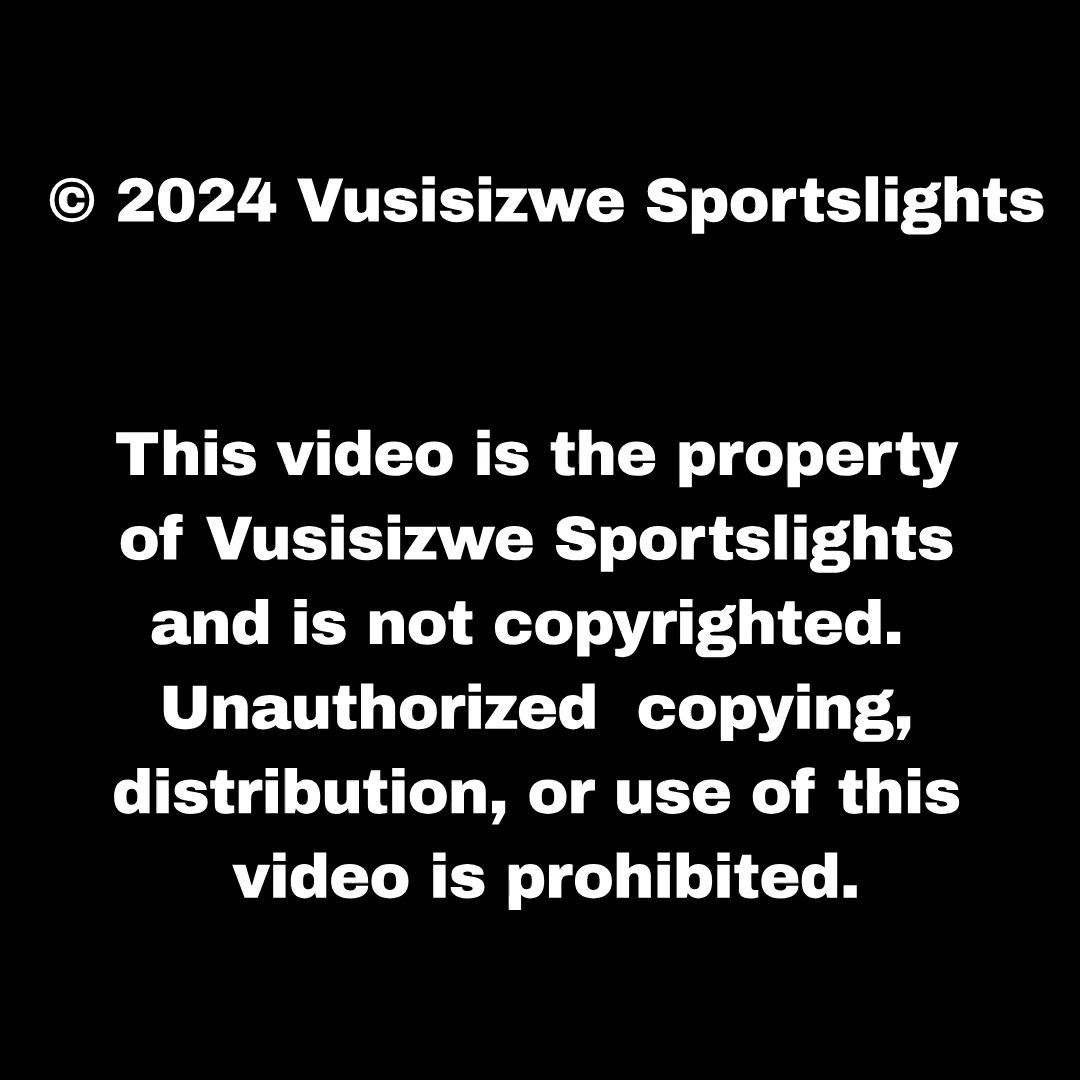 © 2024 Vusisizwe Sportslights
This video is the property
of Vusisizwe Sportslights
and is not copyrighted.
Unauthorized  copying,
distribution, or use of this
video is prohibited.